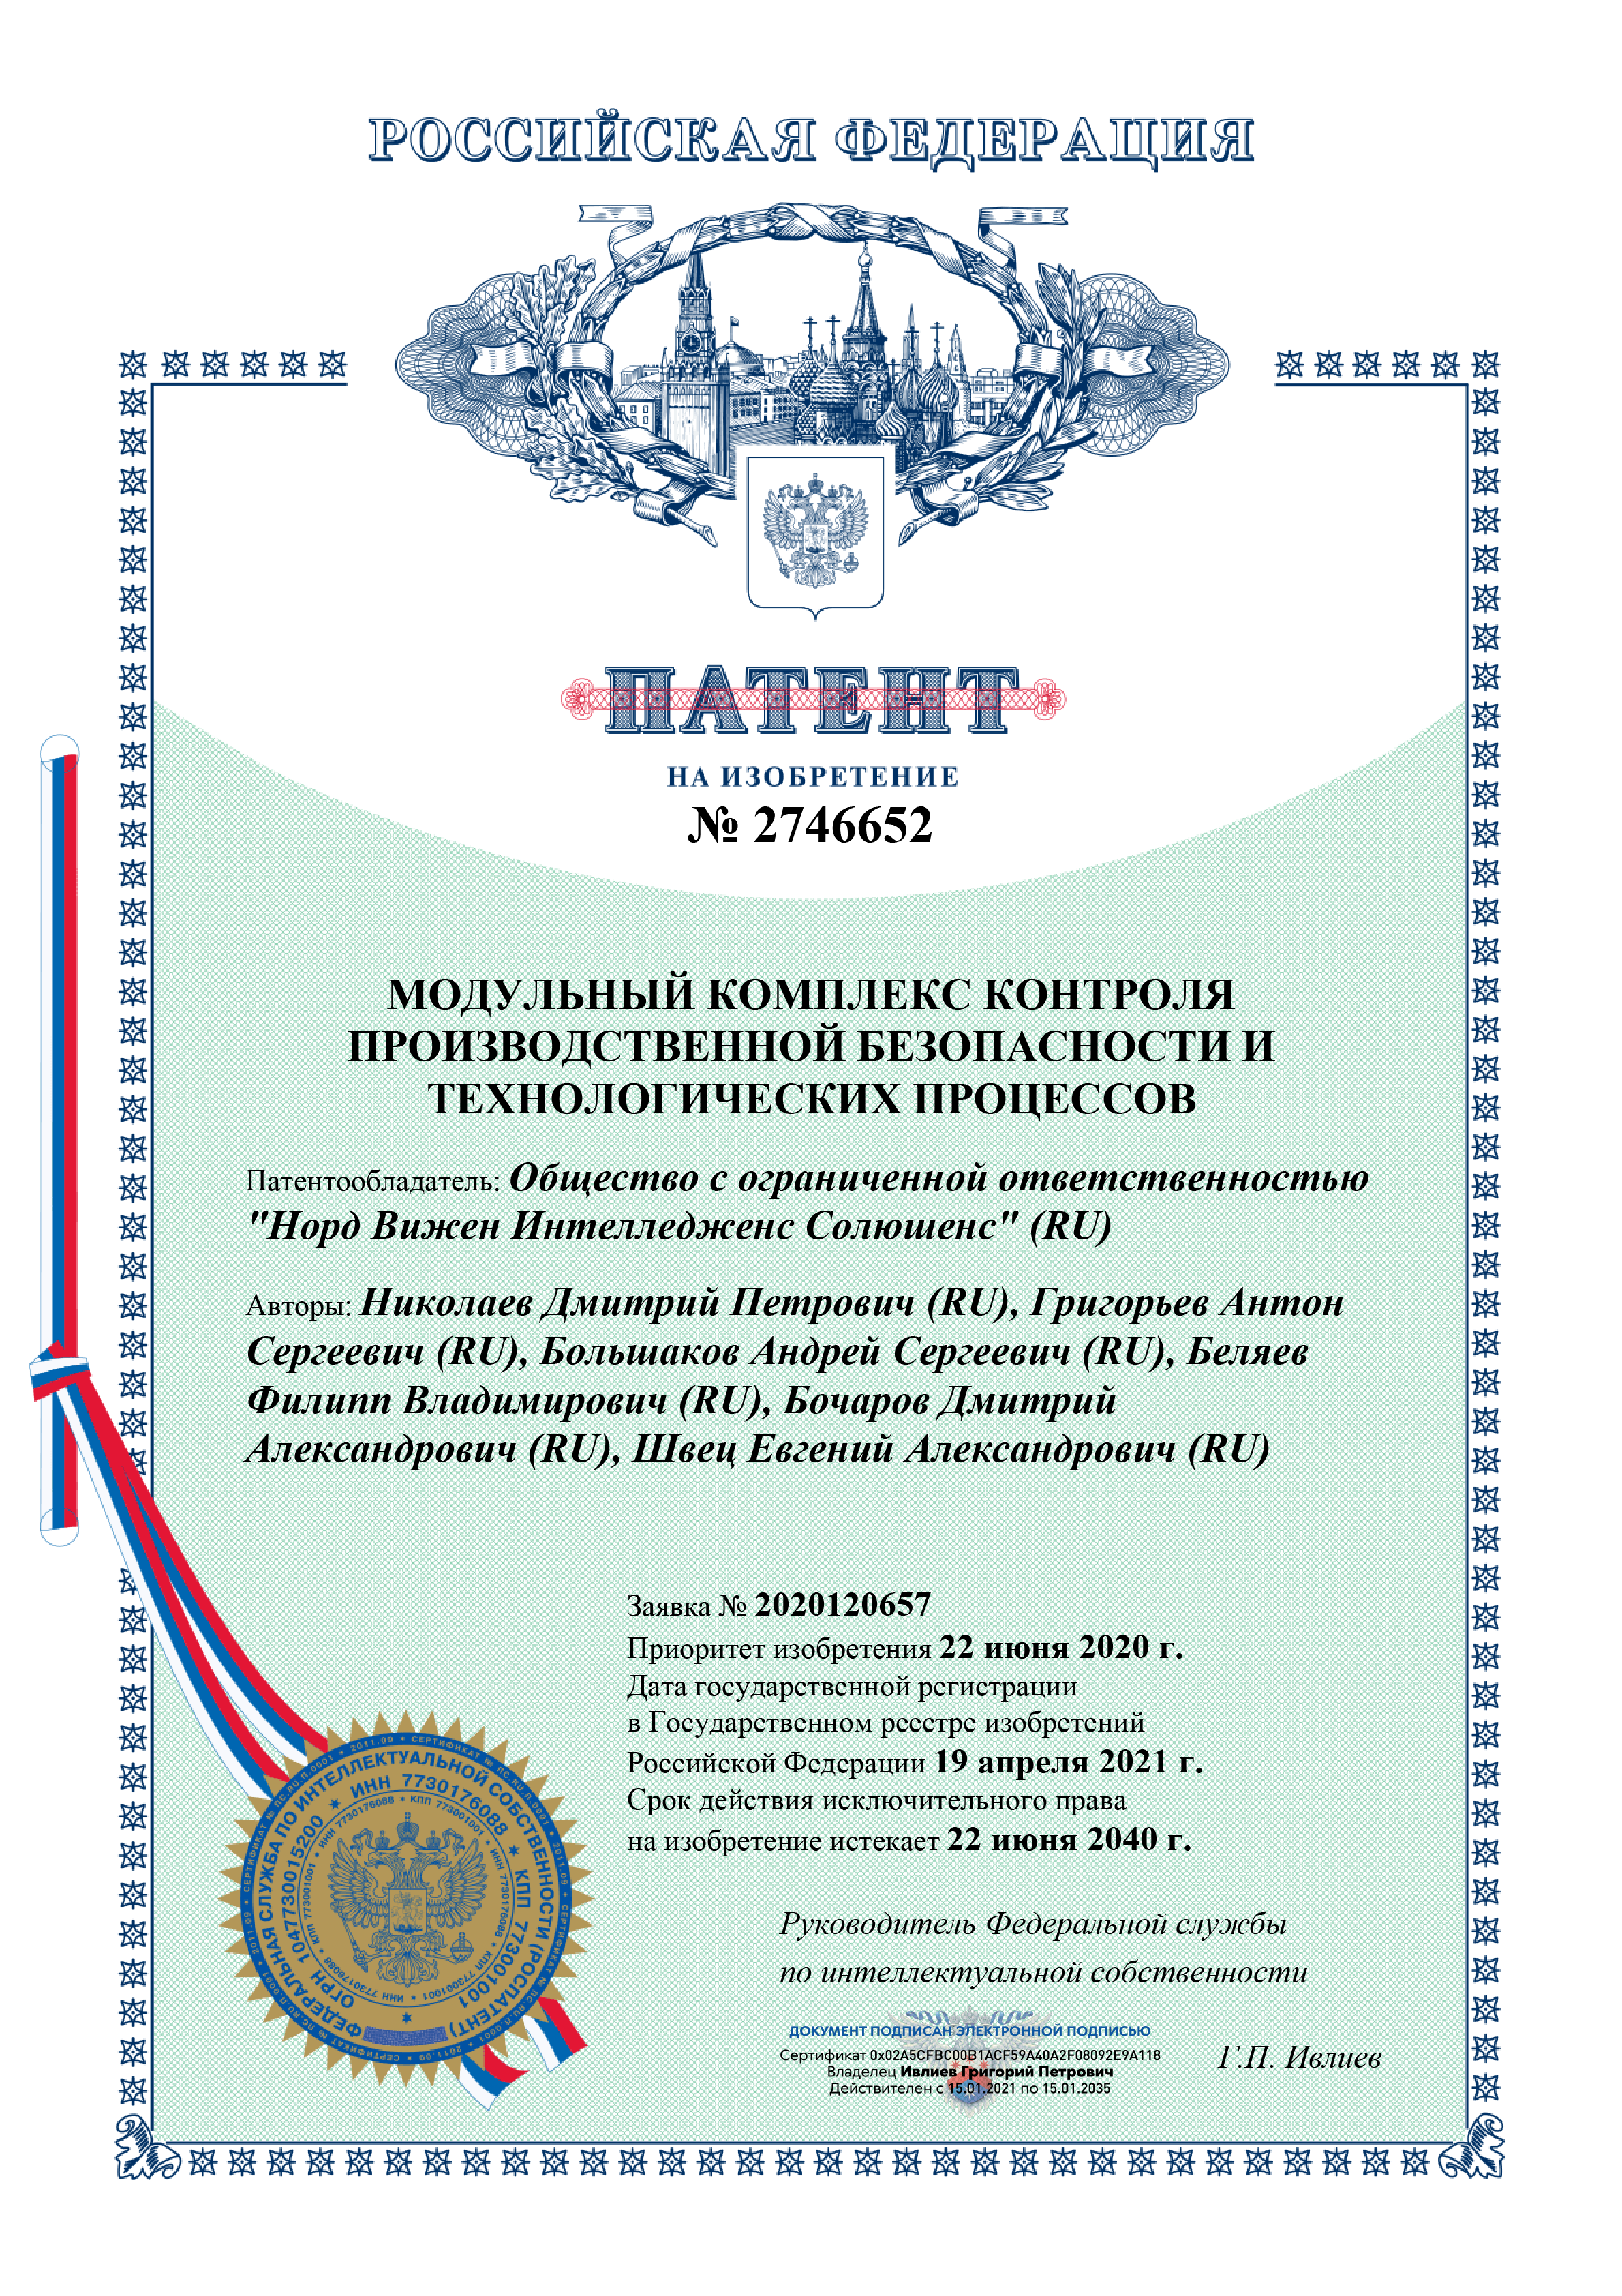 РОССИЙСКАЯ ФЕДЕРАЦИЯ
ПАТЕНТ
НА ИЗОБРЕТЕНИЕ
№ 2746652
МОДУЛЬНЫЙ КОМПЛЕКС КОНТРОЛЯ
ПРОИЗВОДСТВЕННОЙ БЕЗОПАСНОСТИ И
ТЕХНОЛОГИЧЕСКИХ ПРОЦЕССОВ
Патентообладатель: Общество с ограниченной ответственностью
"Норд Вижен Интелледженс Солюшенс" (RU)
Авторы: Николаев Дмитрий Петрович (RU), Григорьев Антон
Сергеевич (RU), Большаков Андрей Сергеевич (RU), Беляев
Филипп Владимирович (RU), Бочаров Дмитрий
Александрович (RU), Швец Евгений Александрович (RU)
Заявка № 2020120657
Приоритет изобретения 22 июня 2020 г.
Дата государственной регистрации
в Государственном реестре изобретений
Российской Федерации 19 апреля 2021 г.
Срок действия исключительного права
на изобретение истекает 22 июня 2040 г.
Руководитель Федеральной службы
по интеллектуальной собственности
ДОКУМЕНТ ПОДПИСАН ЭЛЕКТРОННОЙ ПОДПИСЬЮ
Сертификат 0x02A5CFBC00B1ACF59A40A2F08092E9A118
Владелец Ивлиев Григорий Петрович
Действителен с 15.01.2021 по 15.01.2035
Г.П. Ивлиев
ФЕДЕРАЛЬНАЯ СЛУЖБА ПО ИНТЕЛЛЕКТУАЛЬНОЙ СОБСТВЕННОСТИ (РОСПАТЕНТ)
ОГРН 1047730015200 * ИНН 7730176088 * КПП 773001001 *